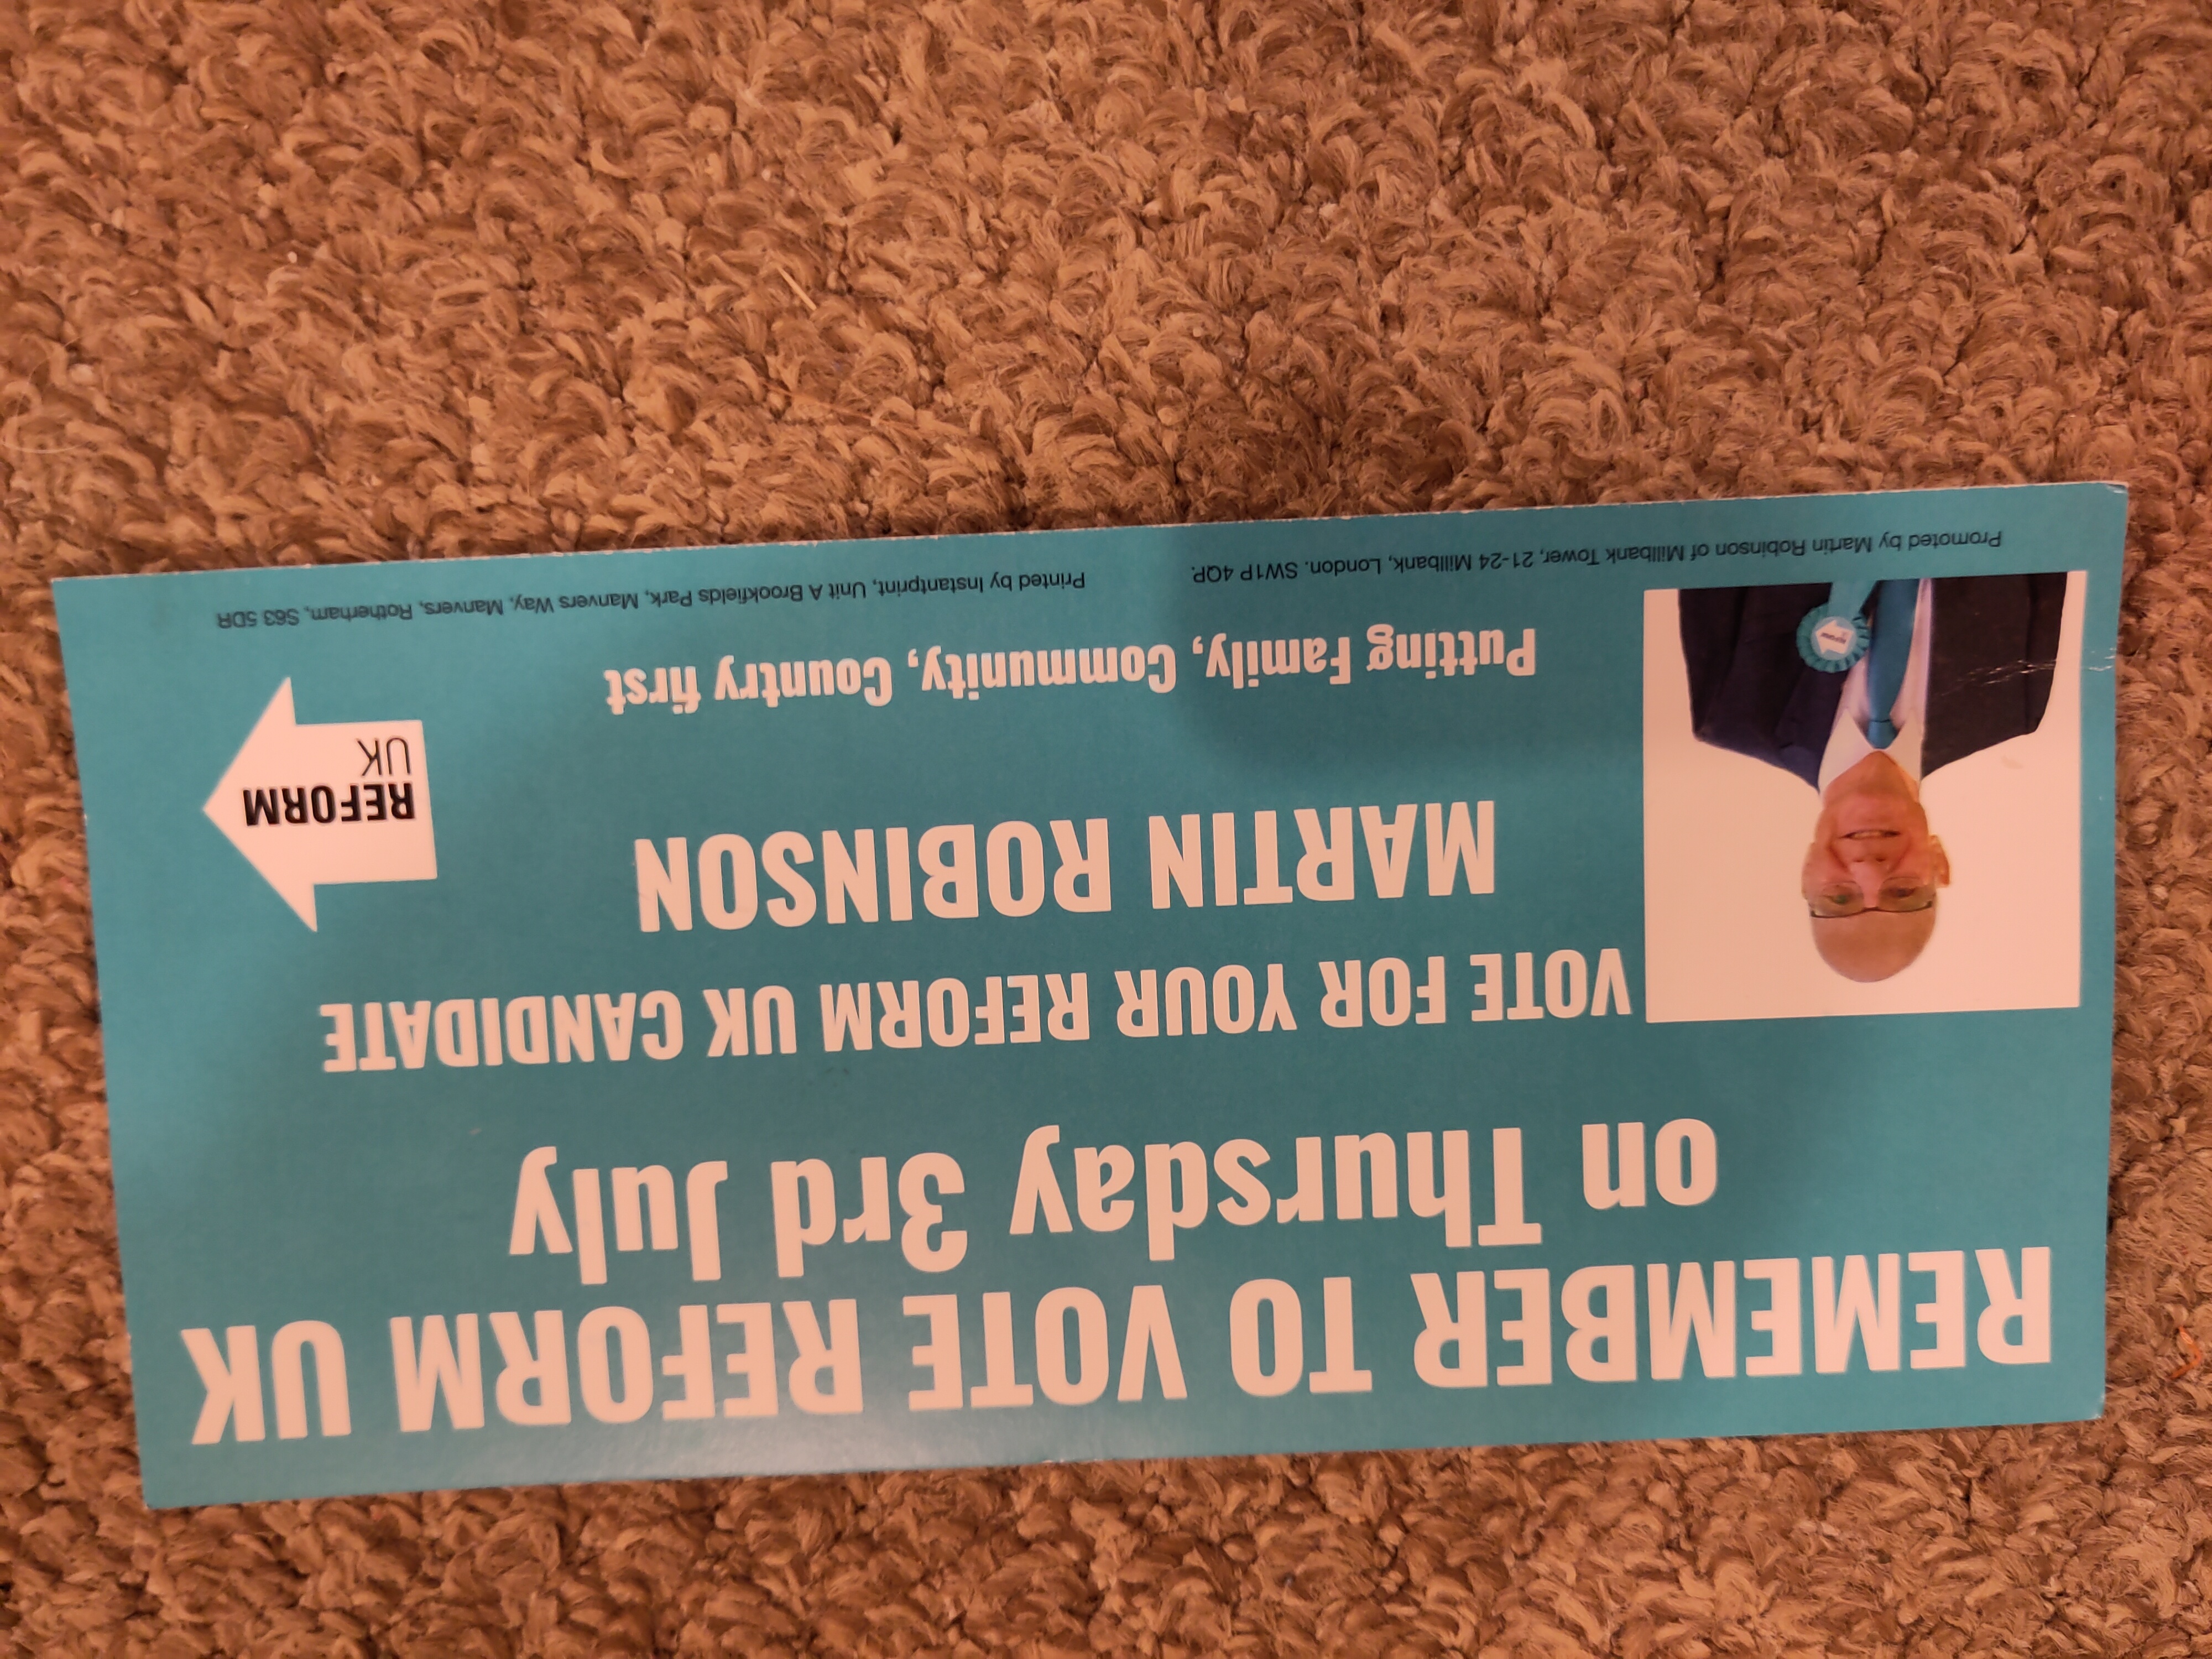 REMEMBER TO VOTE REFORM UK
on Thursday 3rd July
VOTE FOR YOUR REFORM UK CANDIDATE
MARTIN ROBINSON
Putting Family, Community, Country first
REFORM
UK
REFORM
UK
Promoted by Martin Robinson of Millbank Tower, 21-24 Millbank, London. SW1P 4QP.
Printed by Instantprint, Unit A Brookfields Park, Manvers Way, Manvers, Rotherham, S63 5DR